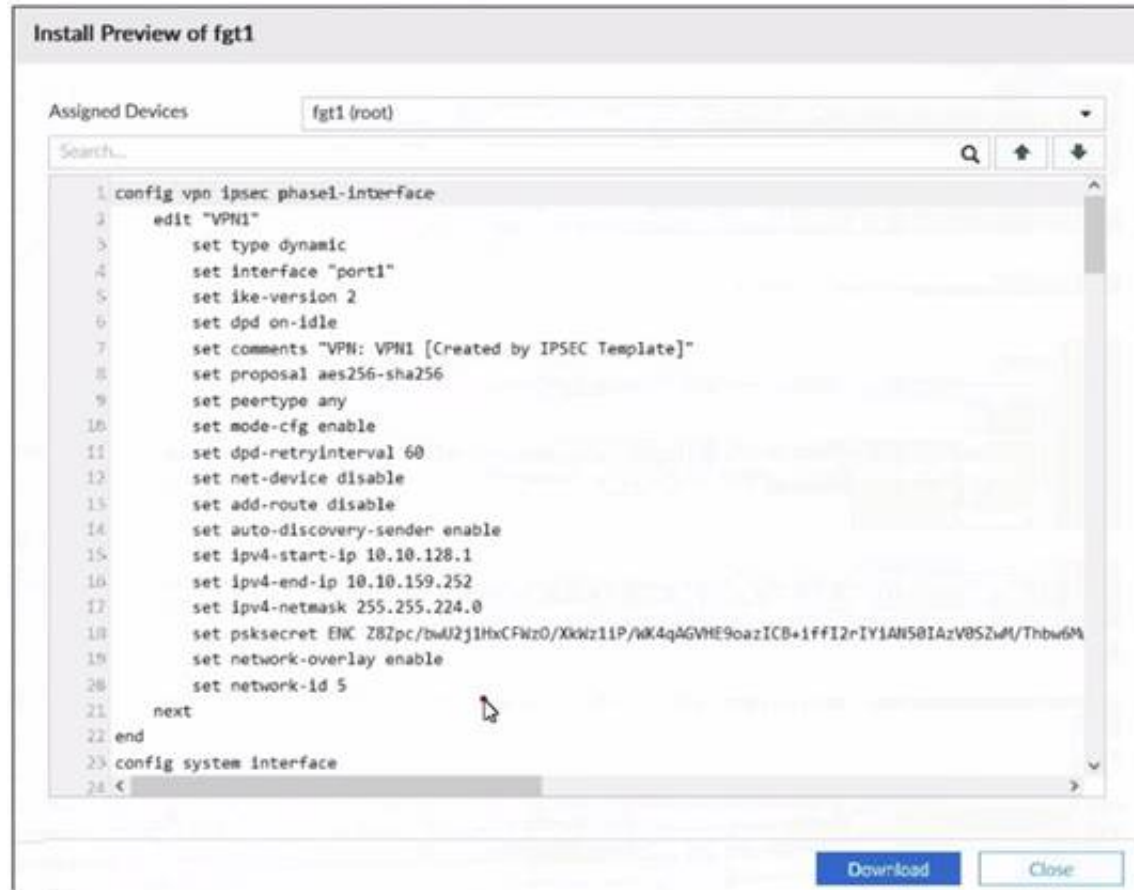 Install Preview of fgt1
Assigned Devices fgt1 (root)
Search...
1 config vpn ipsec phase1-interface
2 edit "VPN1"
3 set type dynamic
4 set interface "port1"
5 set ike-version 2
6 set dpd on-idle
7 set comments "VPN: VPN1 [Created by IPSEC Template]"
8 set proposal aes256-sha256
9 set peertype any
10 set mode-cfg enable
11 set dpd-retryinterval 60
12 set net-device disable
13 set add-route disable
14 set auto-discovery-sender enable
15 set ipv4-start-ip 10.10.128.1
16 set ipv4-end-ip 10.10.159.252
17 set ipv4-netmask 255.255.224.0
18 set psksecret ENC
19 set network-overlay enable
20 set network-id 5
21 next
22 end
23 config system interface
24
Download Close